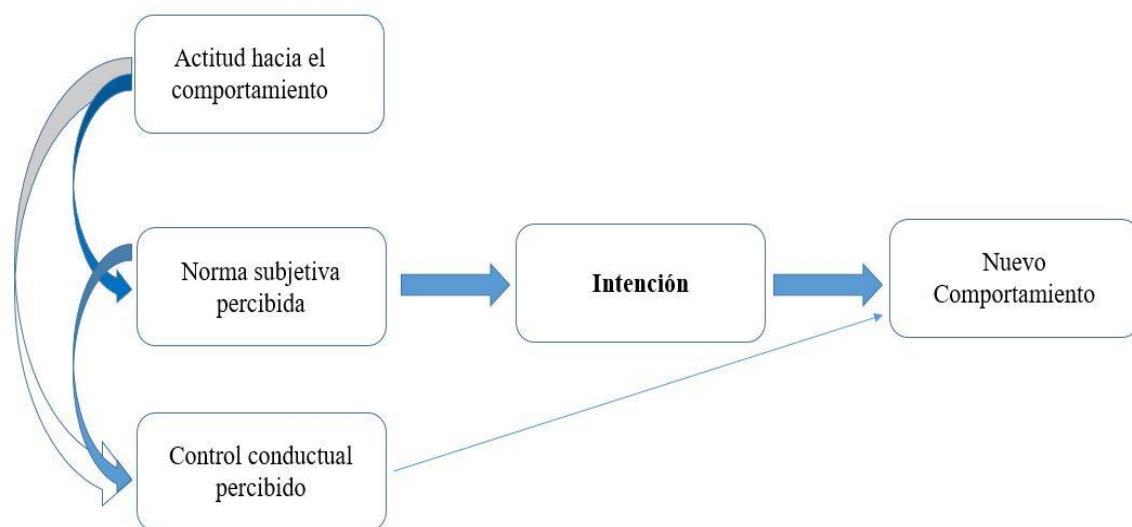 Actitud hacia el
comportamiento
Norma subjetiva
percibida
Intención
Nuevo
Comportamiento
Control conductual
percibido